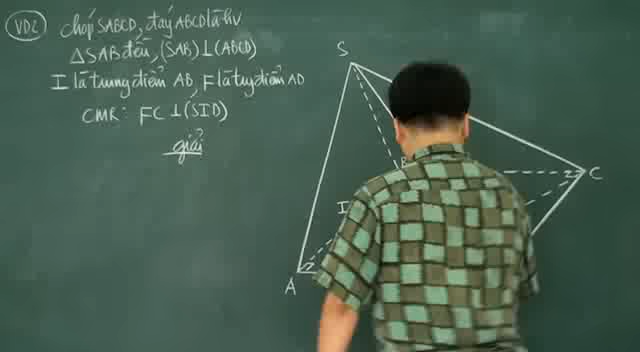 VD2 chóp SABCD, đáy ABCD là hv
ΔSAB đều, (SAB) ⊥ (ABCD)
I là trung điểm AB, F là tr điểm AD
CMR: FC ⊥ (SID)
giải
S
B
C
I
A